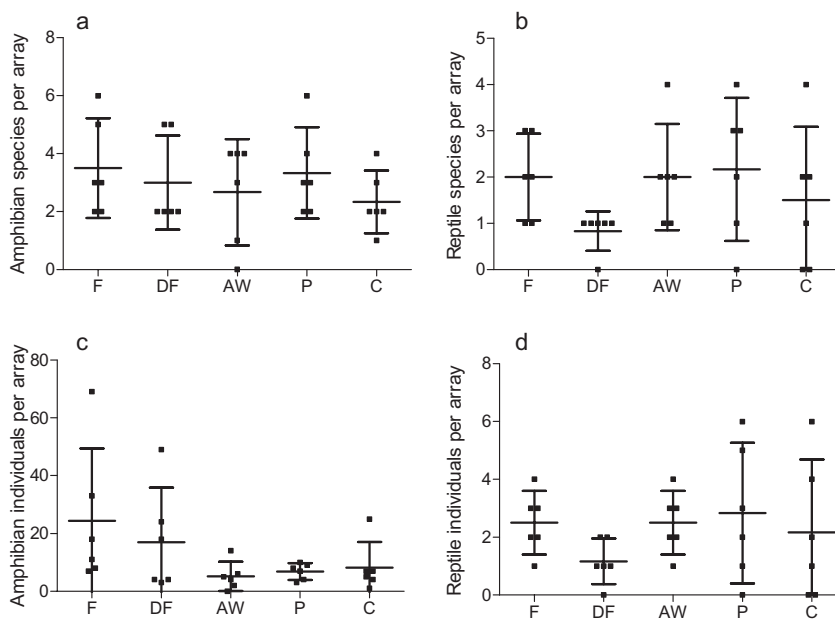 a
Amphibian species per array
8
6
4
2
0
F DF AW P C
b
Reptile species per array
5
4
3
2
1
0
F DF AW P C
c
Amphibian individuals per array
80
60
40
20
0
F DF AW P C
d
Reptile individuals per array
8
6
4
2
0
F DF AW P C